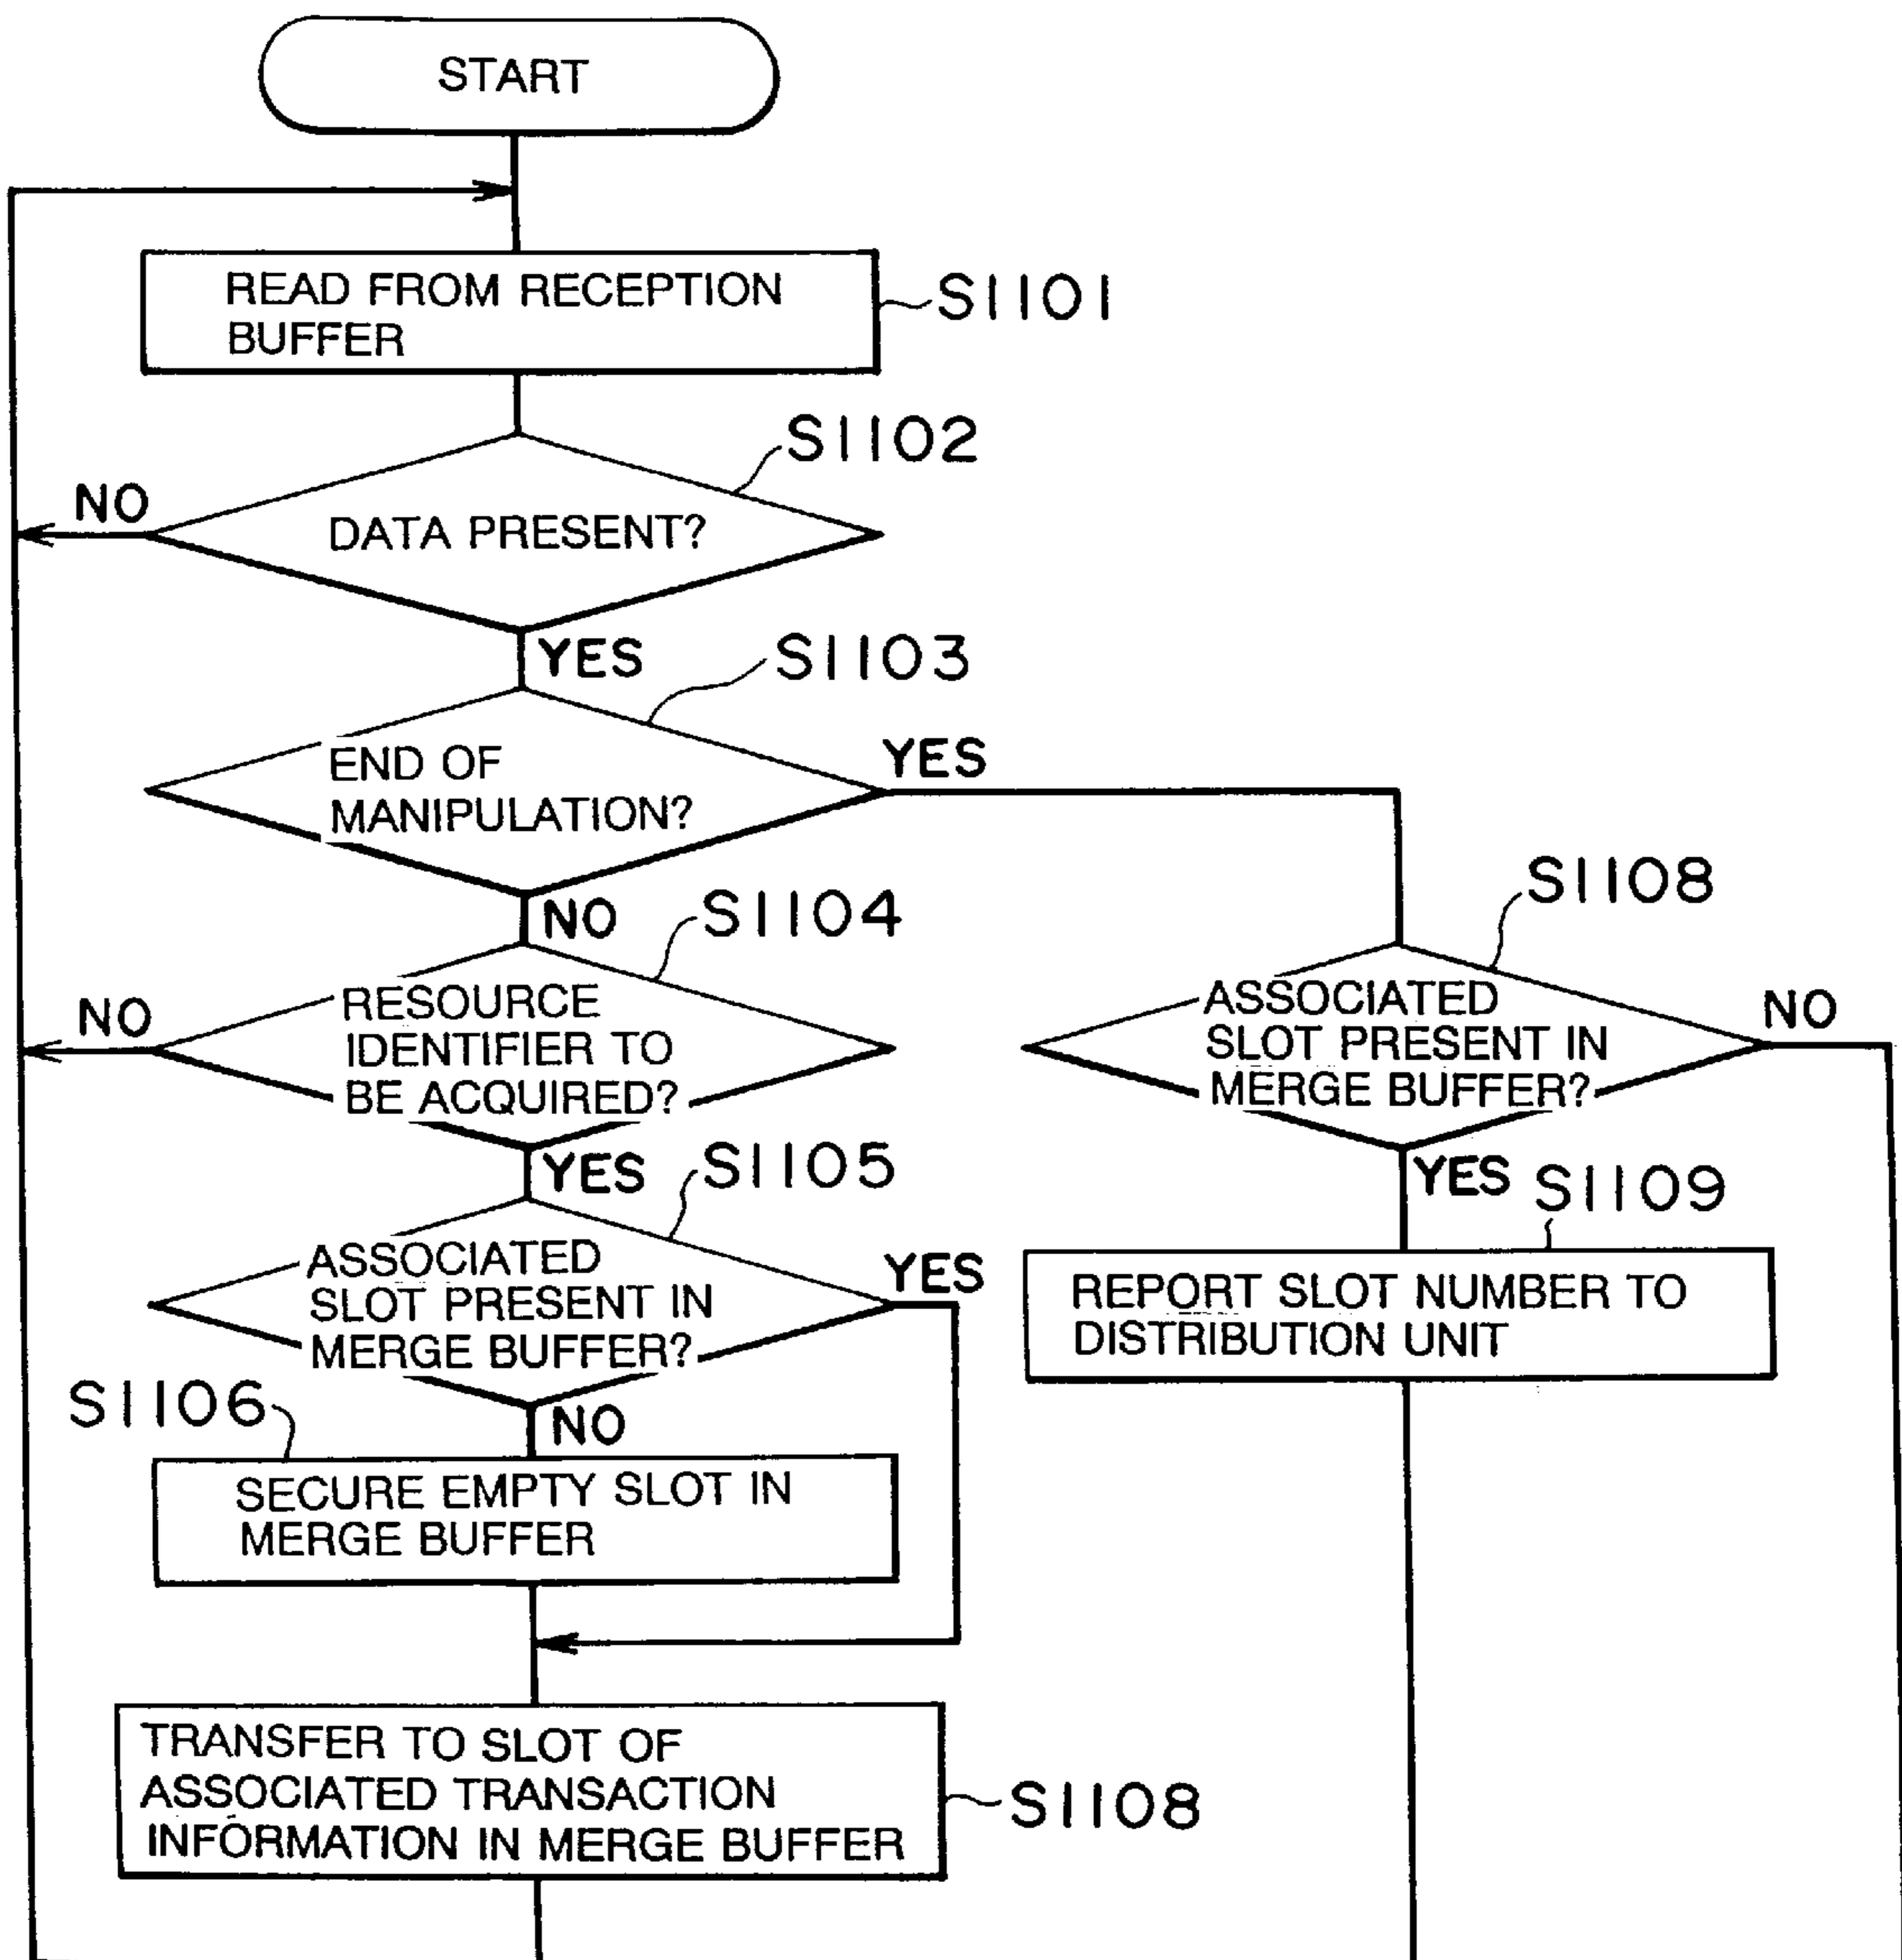 START
READ FROM RECEPTION
BUFFER
S1101
S1102
NO
DATA PRESENT?
YES
S1103
END OF
MANIPULATION?
YES
NO
S1104
S1108
NO
RESOURCE
IDENTIFIER TO
BE ACQUIRED?
ASSOCIATED
SLOT PRESENT IN
MERGE BUFFER?
NO
YES
S1105
YES
S1109
ASSOCIATED
SLOT PRESENT IN
MERGE BUFFER?
YES
REPORT SLOT NUMBER TO
DISTRIBUTION UNIT
S1106
NO
SECURE EMPTY SLOT IN
MERGE BUFFER
TRANSFER TO SLOT OF
ASSOCIATED TRANSACTION
INFORMATION IN MERGE BUFFER
S1108